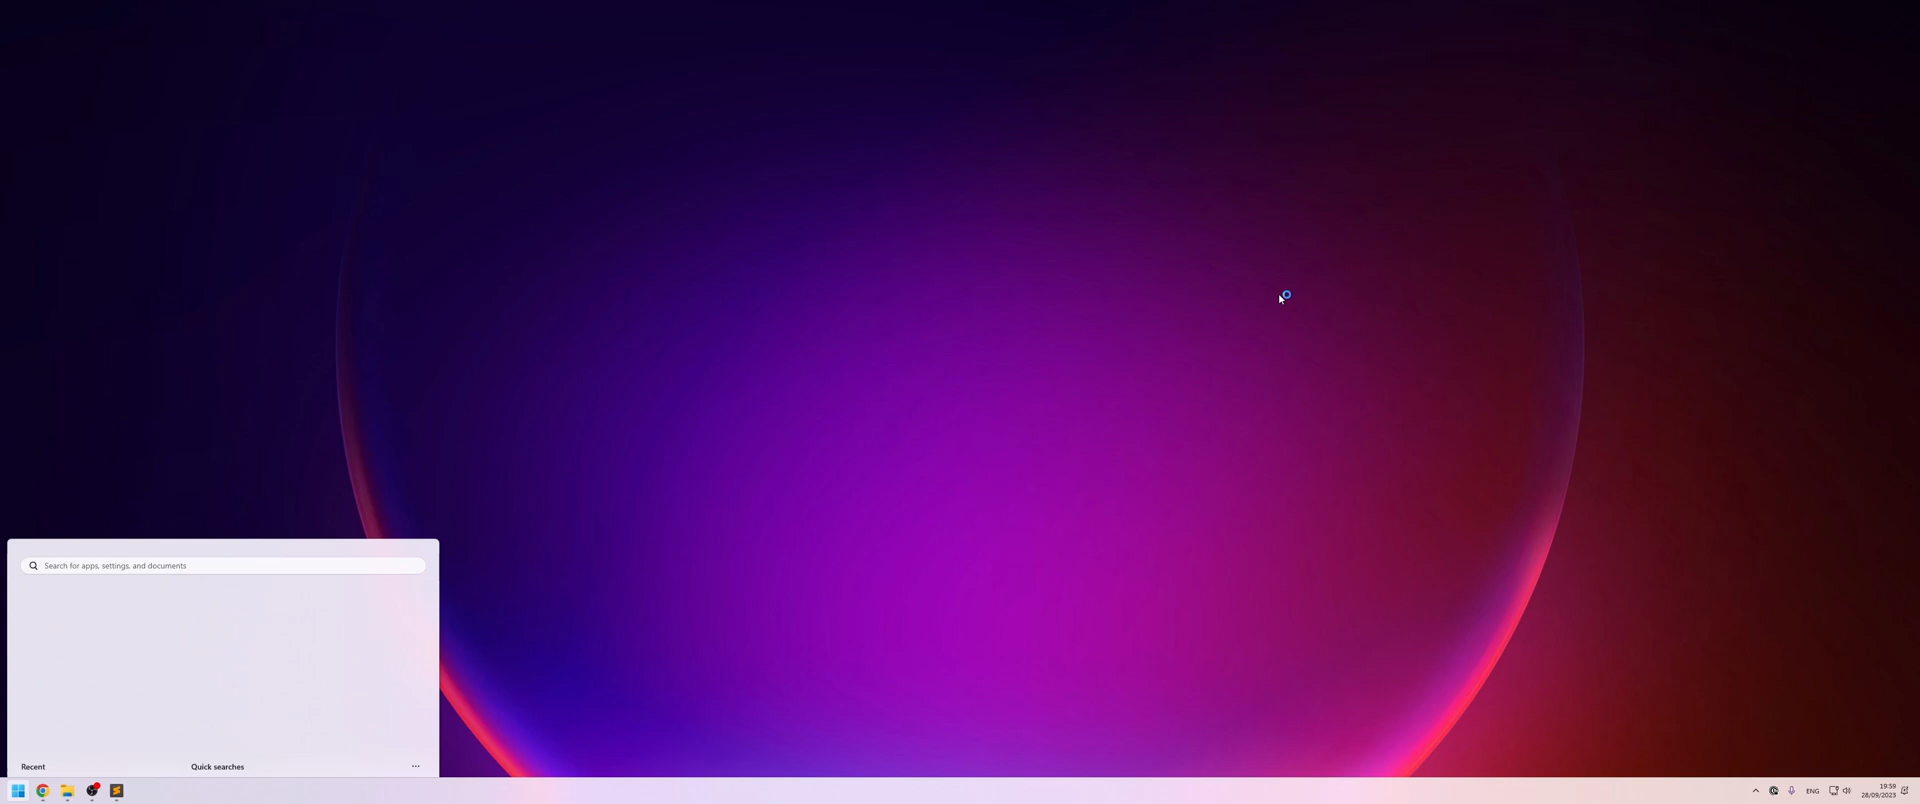 Search for apps, settings, and documents
Recent
Quick searches
ENG
19:59
28/09/2023